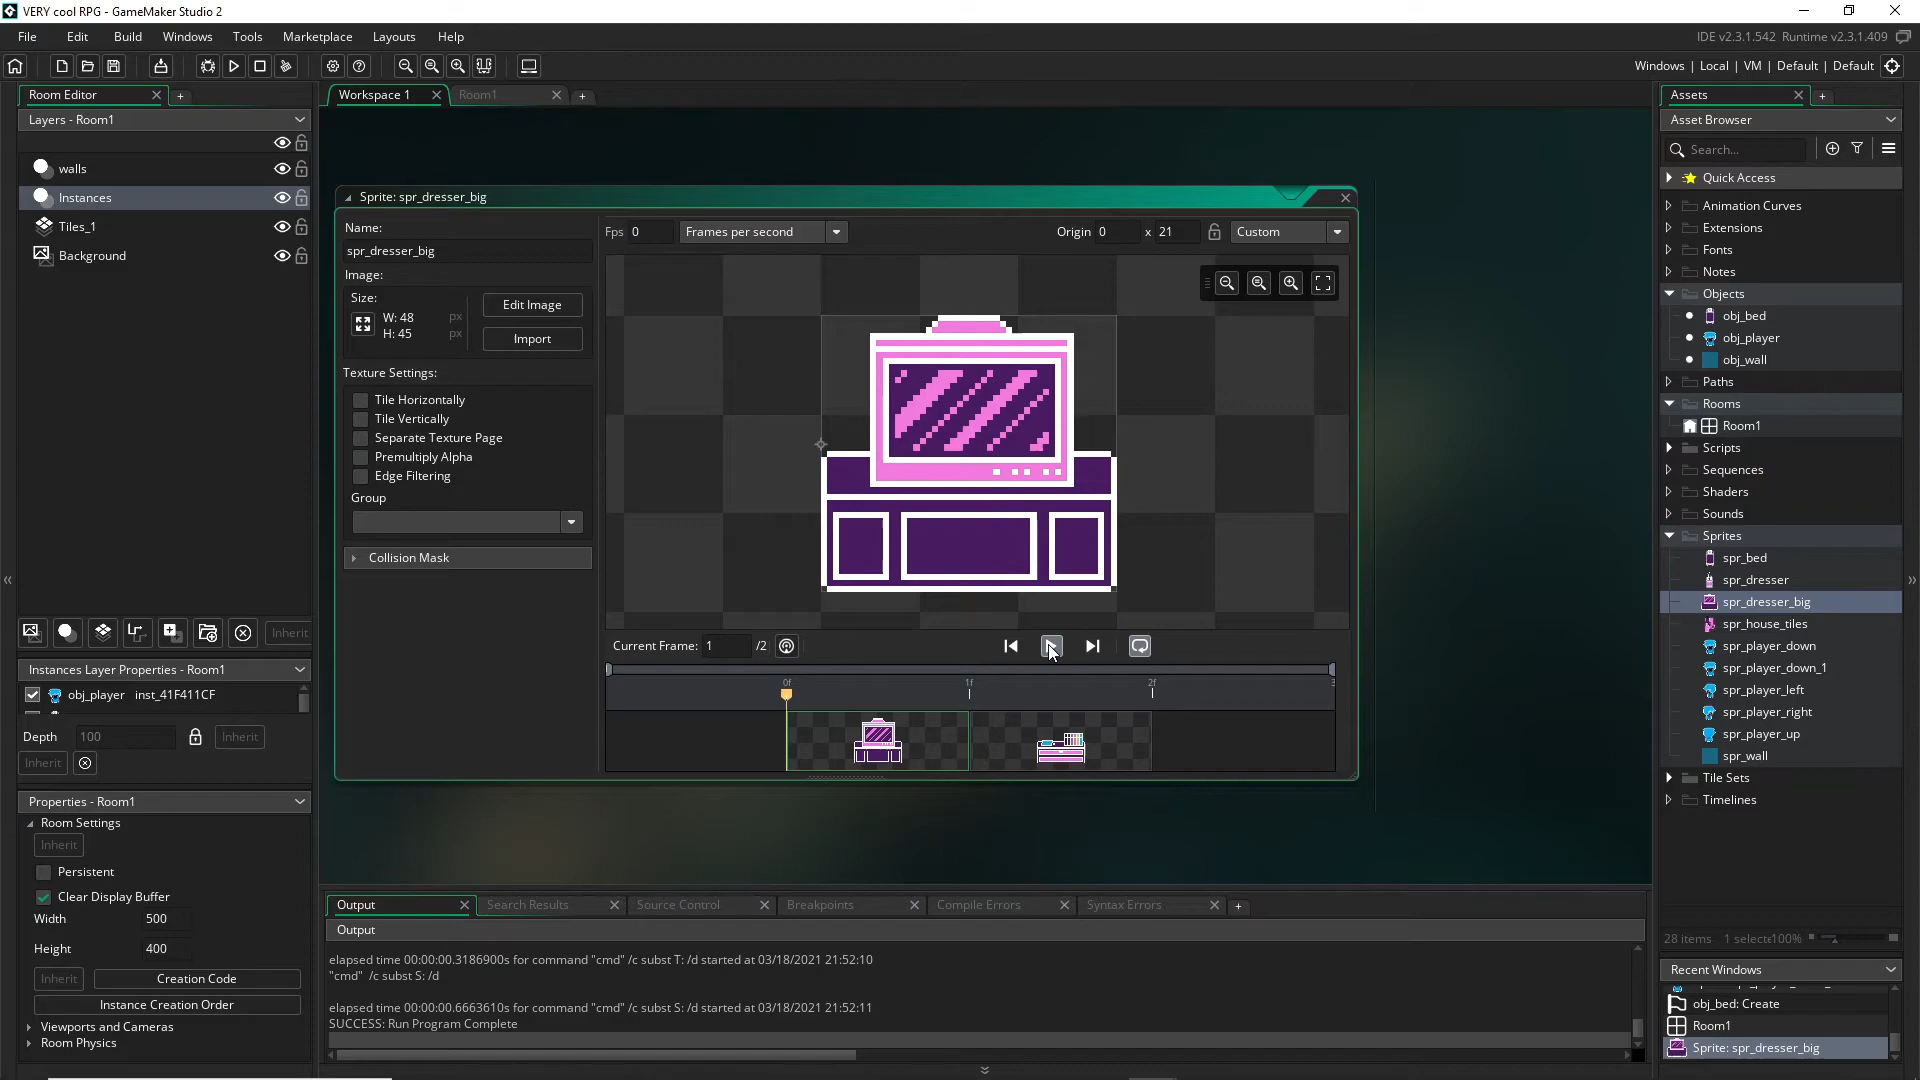 VERY cool RPG - GameMaker Studio 2
File Edit Build Windows Tools Marketplace Layouts Help
IDE v2.3.1.542 Runtime v2.3.1.409
Windows | Local | VM | Default | Default
Room Editor
Layers - Room1
walls
Instances
Tiles_1
Background
Inherit
Instances Layer Properties - Room1
obj_player inst_41F411CF
Depth 100 Inherit
Inherit
Properties - Room1
Room Settings
Inherit
Persistent
Clear Display Buffer
Width 500
Height 400
Inherit Creation Code
Instance Creation Order
Viewports and Cameras
Room Physics
Workspace 1 Room1
Sprite: spr_dresser_big
Name:
spr_dresser_big
Image:
Size:
W: 48 px
H: 45 px
Edit Image
Import
Texture Settings:
Tile Horizontally
Tile Vertically
Separate Texture Page
Premultiply Alpha
Edge Filtering
Group
Collision Mask
Fps 0 Frames per second Origin 0 x 21 Custom
Current Frame: 1 /2
0f 1f 2f 3
Output Search Results Source Control Breakpoints Compile Errors Syntax Errors
Output
elapsed time 00:00:00.3186900s for command "cmd" /c subst T: /d started at 03/18/2021 21:52:10
"cmd" /c subst S: /d
elapsed time 00:00:00.6663610s for command "cmd" /c subst S: /d started at 03/18/2021 21:52:11
SUCCESS: Run Program Complete
Assets
Asset Browser
Search...
Quick Access
Animation Curves
Extensions
Fonts
Notes
Objects
obj_bed
obj_player
obj_wall
Paths
Rooms
Room1
Scripts
Sequences
Shaders
Sounds
Sprites
spr_bed
spr_dresser
spr_dresser_big
spr_house_tiles
spr_player_down
spr_player_down_1
spr_player_left
spr_player_right
spr_player_up
spr_wall
Tile Sets
Timelines
28 items 1 selecte 100%
Recent Windows
obj_bed: Create
Room1
Sprite: spr_dresser_big